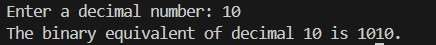 Enter a decimal number: 10
The binary equivalent of decimal 10 is 1010.